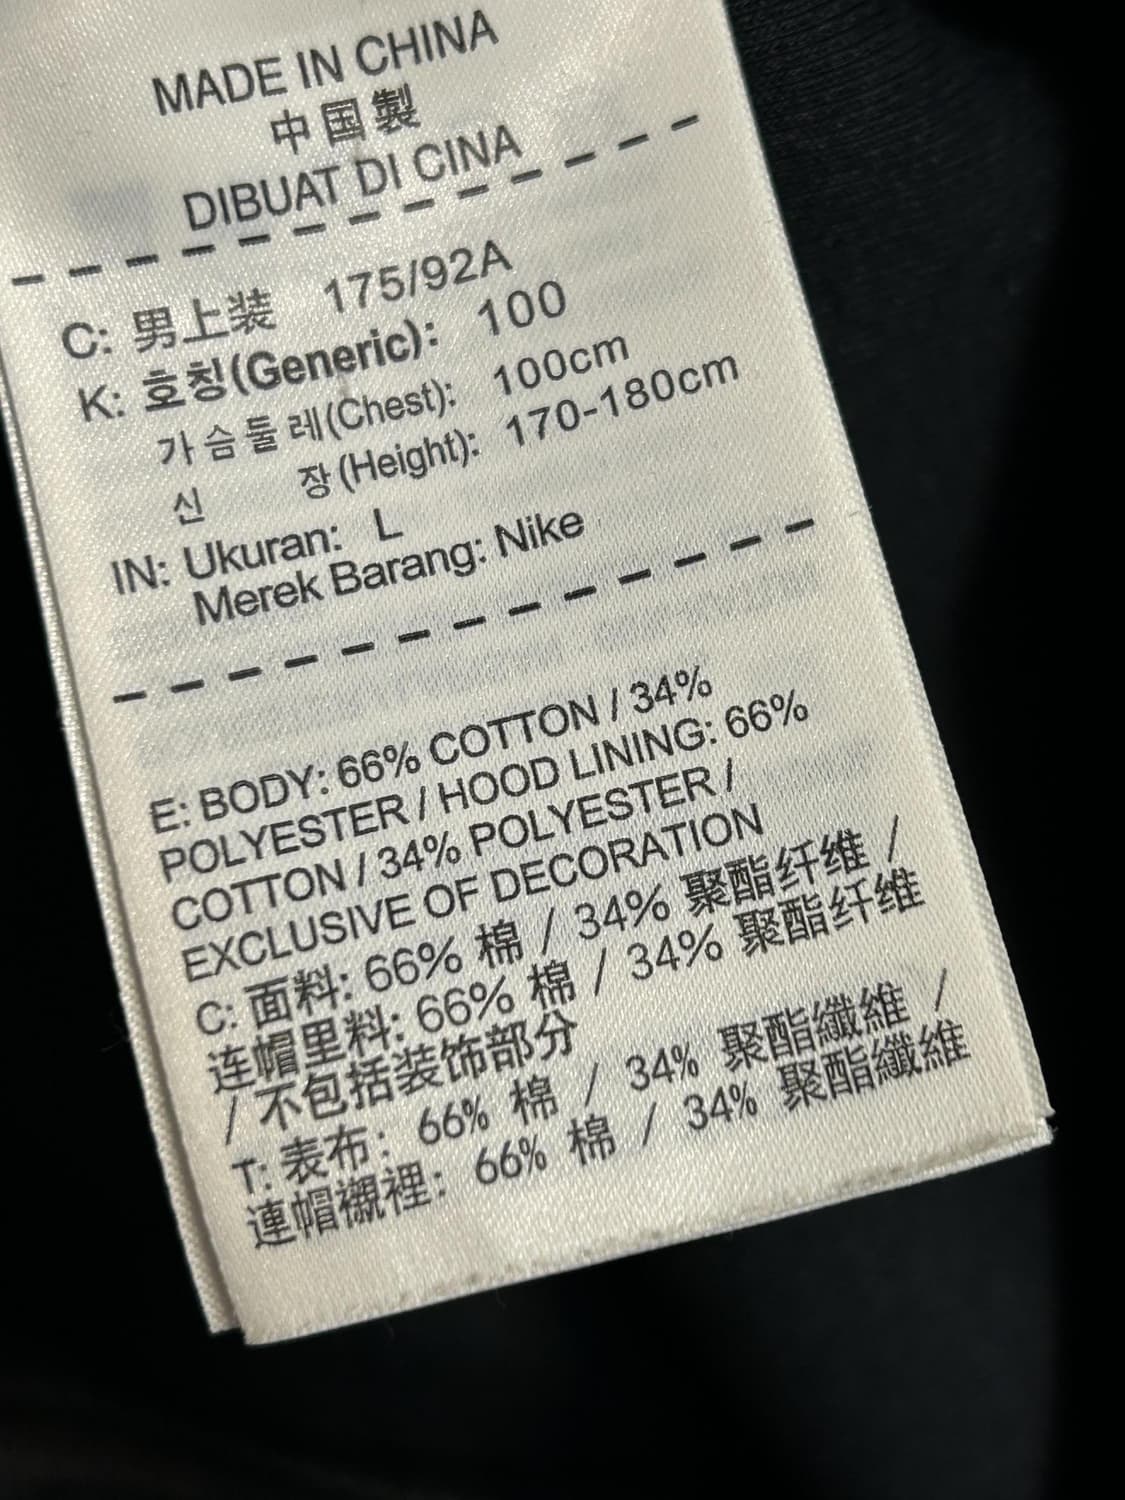 MADE IN CHINA
中国製
DIBUAT DI CINA
C: 男上装 175/92A
K: 호칭(Generic): 100
가슴둘레(Chest): 100cm
신 장(Height): 170-180cm
IN: Ukuran: L
Merek Barang: Nike
E: BODY: 66% COTTON / 34%
POLYESTER / HOOD LINING: 66%
COTTON / 34% POLYESTER /
EXCLUSIVE OF DECORATION
C: 面料: 66% 棉 / 34% 聚酯纤维 /
连帽里料: 66% 棉 / 34% 聚酯纤维
/ 不包括装饰部分
T: 表布: 66% 棉 / 34% 聚酯纖維 /
連帽襯裡: 66% 棉 / 34% 聚酯纖維